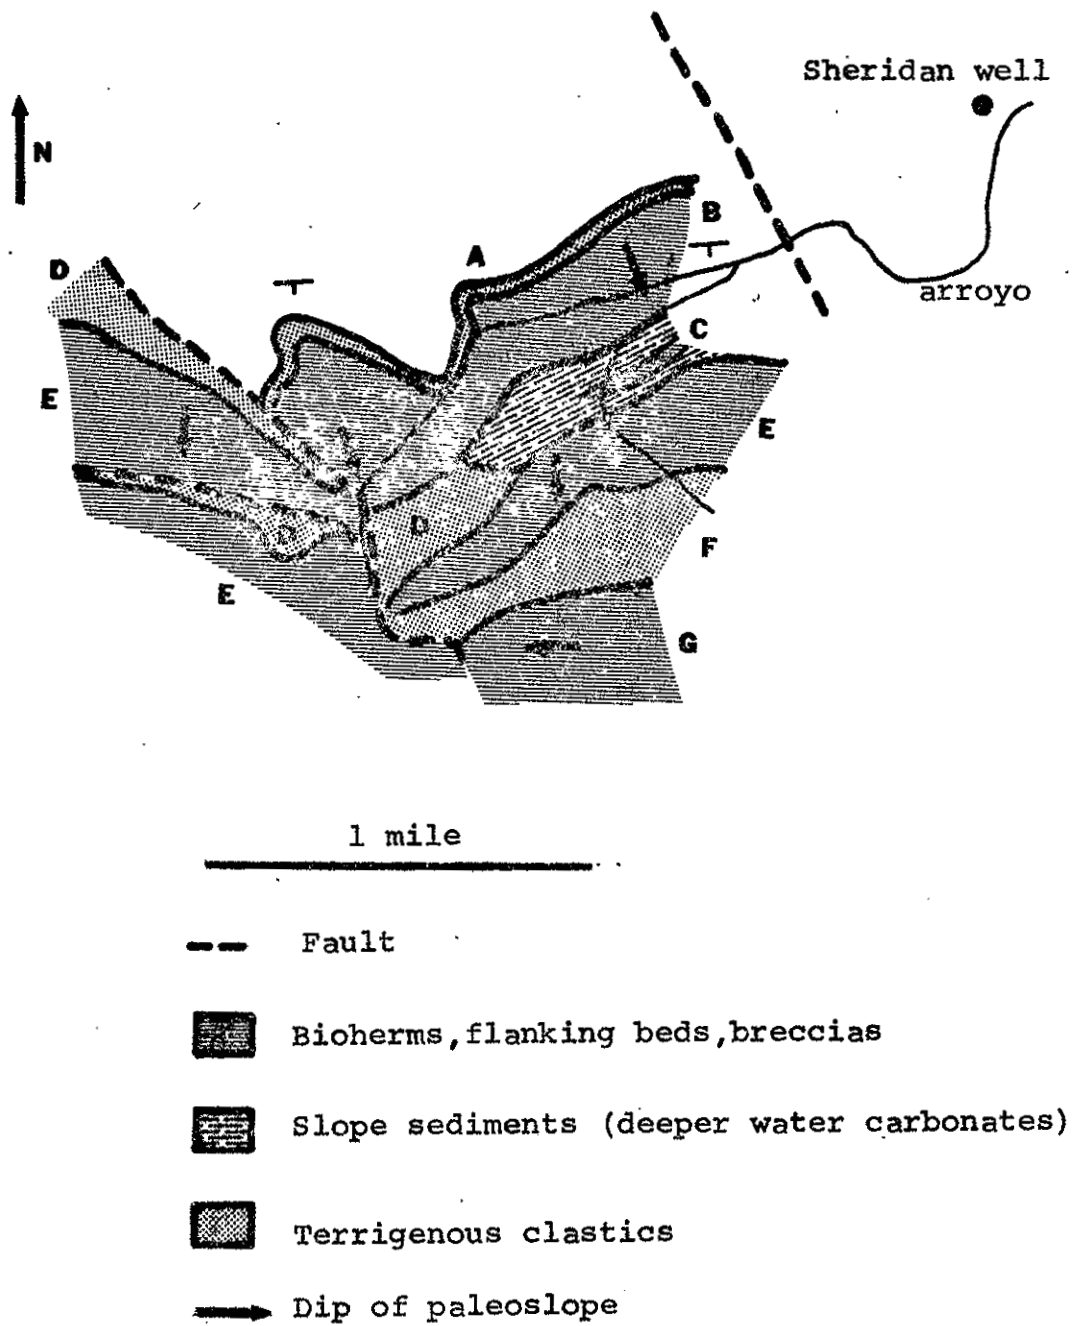 Sheridan well
N
B
A
D
arroyo
C
E
E
D
D
F
E
G
1 mile
Fault
Bioherms,flanking beds,breccias
Slope sediments (deeper water carbonates)
Terrigenous clastics
Dip of paleoslope